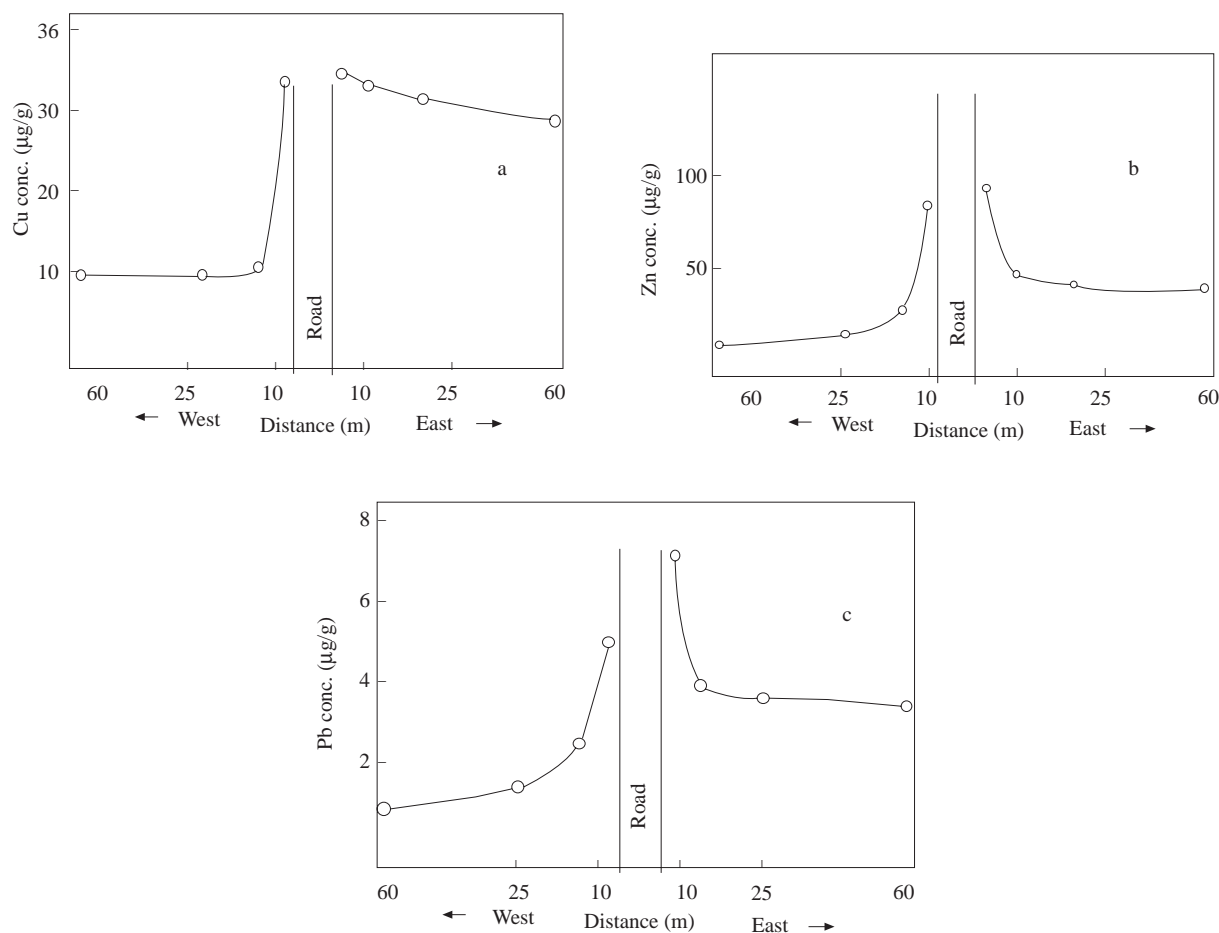 36
30
20
10
Cu conc. (µg/g)
a
Road
60 25 10 10 25 60
← West Distance (m) East →
100
50
Zn conc. (µg/g)
b
Road
60 25 10 10 25 60
← West Distance (m) East →
8
6
4
2
Pb conc. (µg/g)
c
Road
60 25 10 10 25 60
← West Distance (m) East →